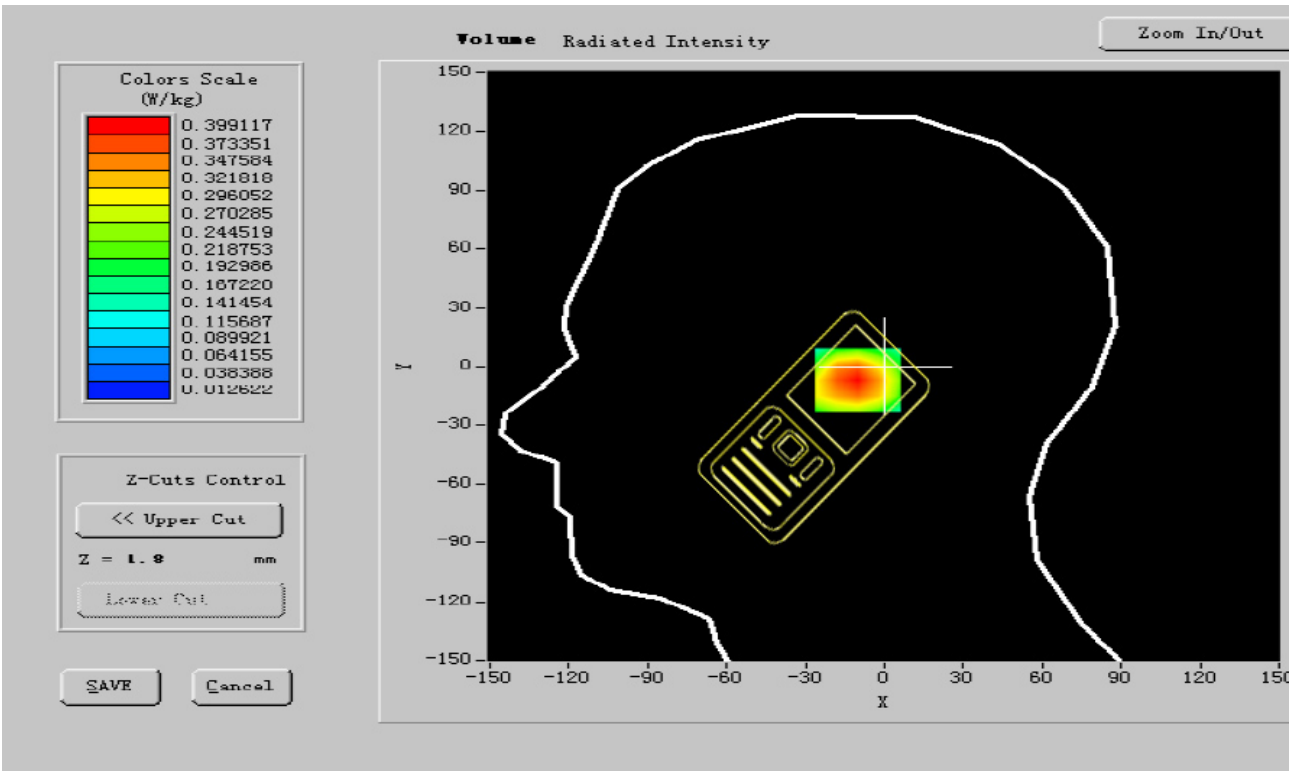 Volume Radiated Intensity
Zoom In/Out
Colors Scale
(W/kg)
0.399117
0.373351
0.347584
0.321818
0.296052
0.270285
0.244519
0.218753
0.192986
0.167220
0.141454
0.115687
0.089921
0.064155
0.038388
0.012622
Z-Cuts Control
<< Upper Cut
Z = 1.8 mm
Lower Cut
SAVE
Cancel
150
120
90
60
30
0
-30
-60
-90
-120
-150
Y
-150 -120 -90 -60 -30 0 30 60 90 120 150
X